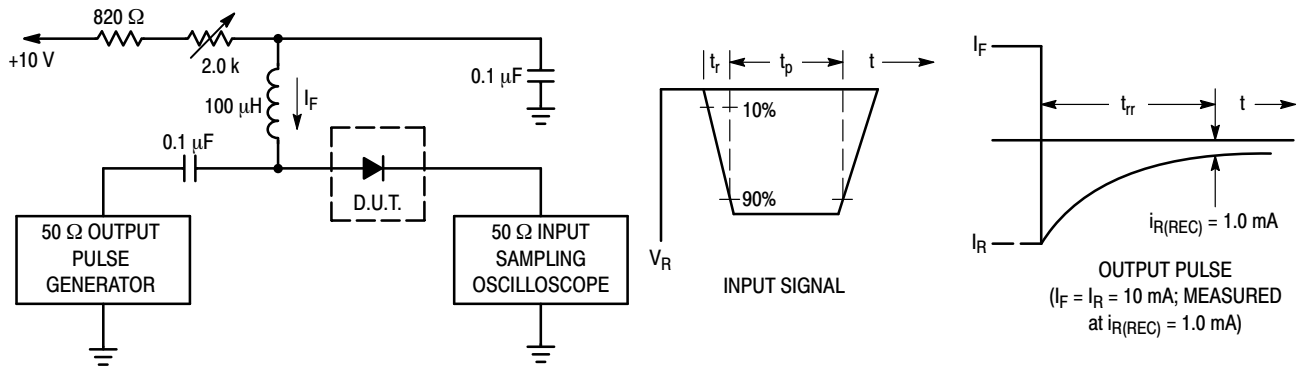 820 Ω
+10 V
2.0 k
100 μH
I_F
0.1 μF
0.1 μF
D.U.T.
50 Ω OUTPUT
PULSE
GENERATOR
50 Ω INPUT
SAMPLING
OSCILLOSCOPE
t_r
t_p
t
10%
90%
V_R
INPUT SIGNAL
I_F
t_rr
t
I_R
i_R(REC) = 1.0 mA
OUTPUT PULSE
(I_F = I_R = 10 mA; MEASURED
at i_R(REC) = 1.0 mA)